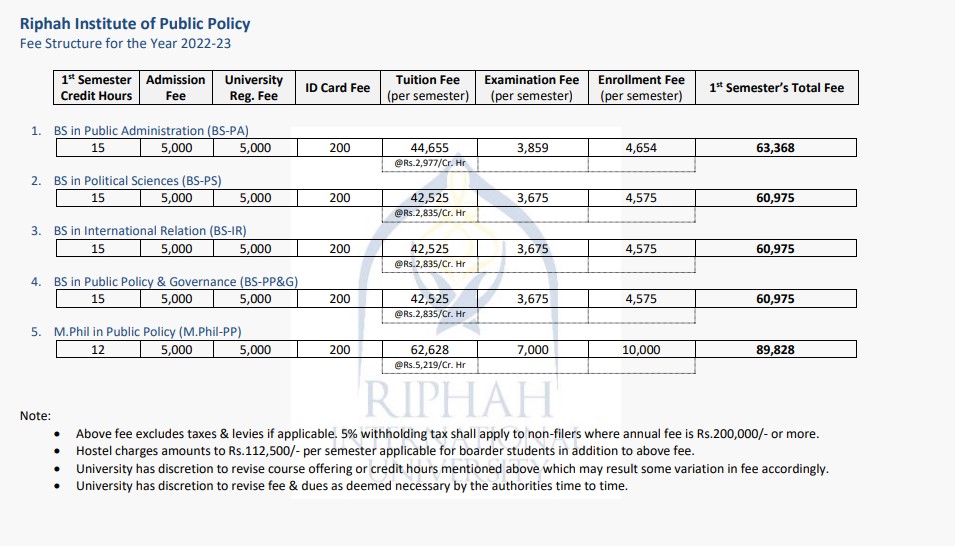 Riphah Institute of Public Policy
Fee Structure for the Year 2022-23
1st Semester Credit Hours Admission Fee University Reg. Fee ID Card Fee Tuition Fee (per semester) Examination Fee (per semester) Enrollment Fee (per semester) 1st Semester's Total Fee
1. BS in Public Administration (BS-PA)
15 5,000 5,000 200 44,655 3,859 4,654 63,368
@Rs.2,977/Cr. Hr
2. BS in Political Sciences (BS-PS)
15 5,000 5,000 200 42,525 3,675 4,575 60,975
@Rs.2,835/Cr. Hr
3. BS in International Relation (BS-IR)
15 5,000 5,000 200 42,525 3,675 4,575 60,975
@Rs.2,835/Cr. Hr
4. BS in Public Policy & Governance (BS-PP&G)
15 5,000 5,000 200 42,525 3,675 4,575 60,975
@Rs.2,835/Cr. Hr
5. M.Phil in Public Policy (M.Phil-PP)
12 5,000 5,000 200 62,628 7,000 10,000 89,828
@Rs.5,219/Cr. Hr
RIPHAH
INTERNATIONAL
UNIVERSITY
Note:
• Above fee excludes taxes & levies if applicable. 5% withholding tax shall apply to non-filers where annual fee is Rs.200,000/- or more.
• Hostel charges amounts to Rs.112,500/- per semester applicable for boarder students in addition to above fee.
• University has discretion to revise course offering or credit hours mentioned above which may result some variation in fee accordingly.
• University has discretion to revise fee & dues as deemed necessary by the authorities time to time.